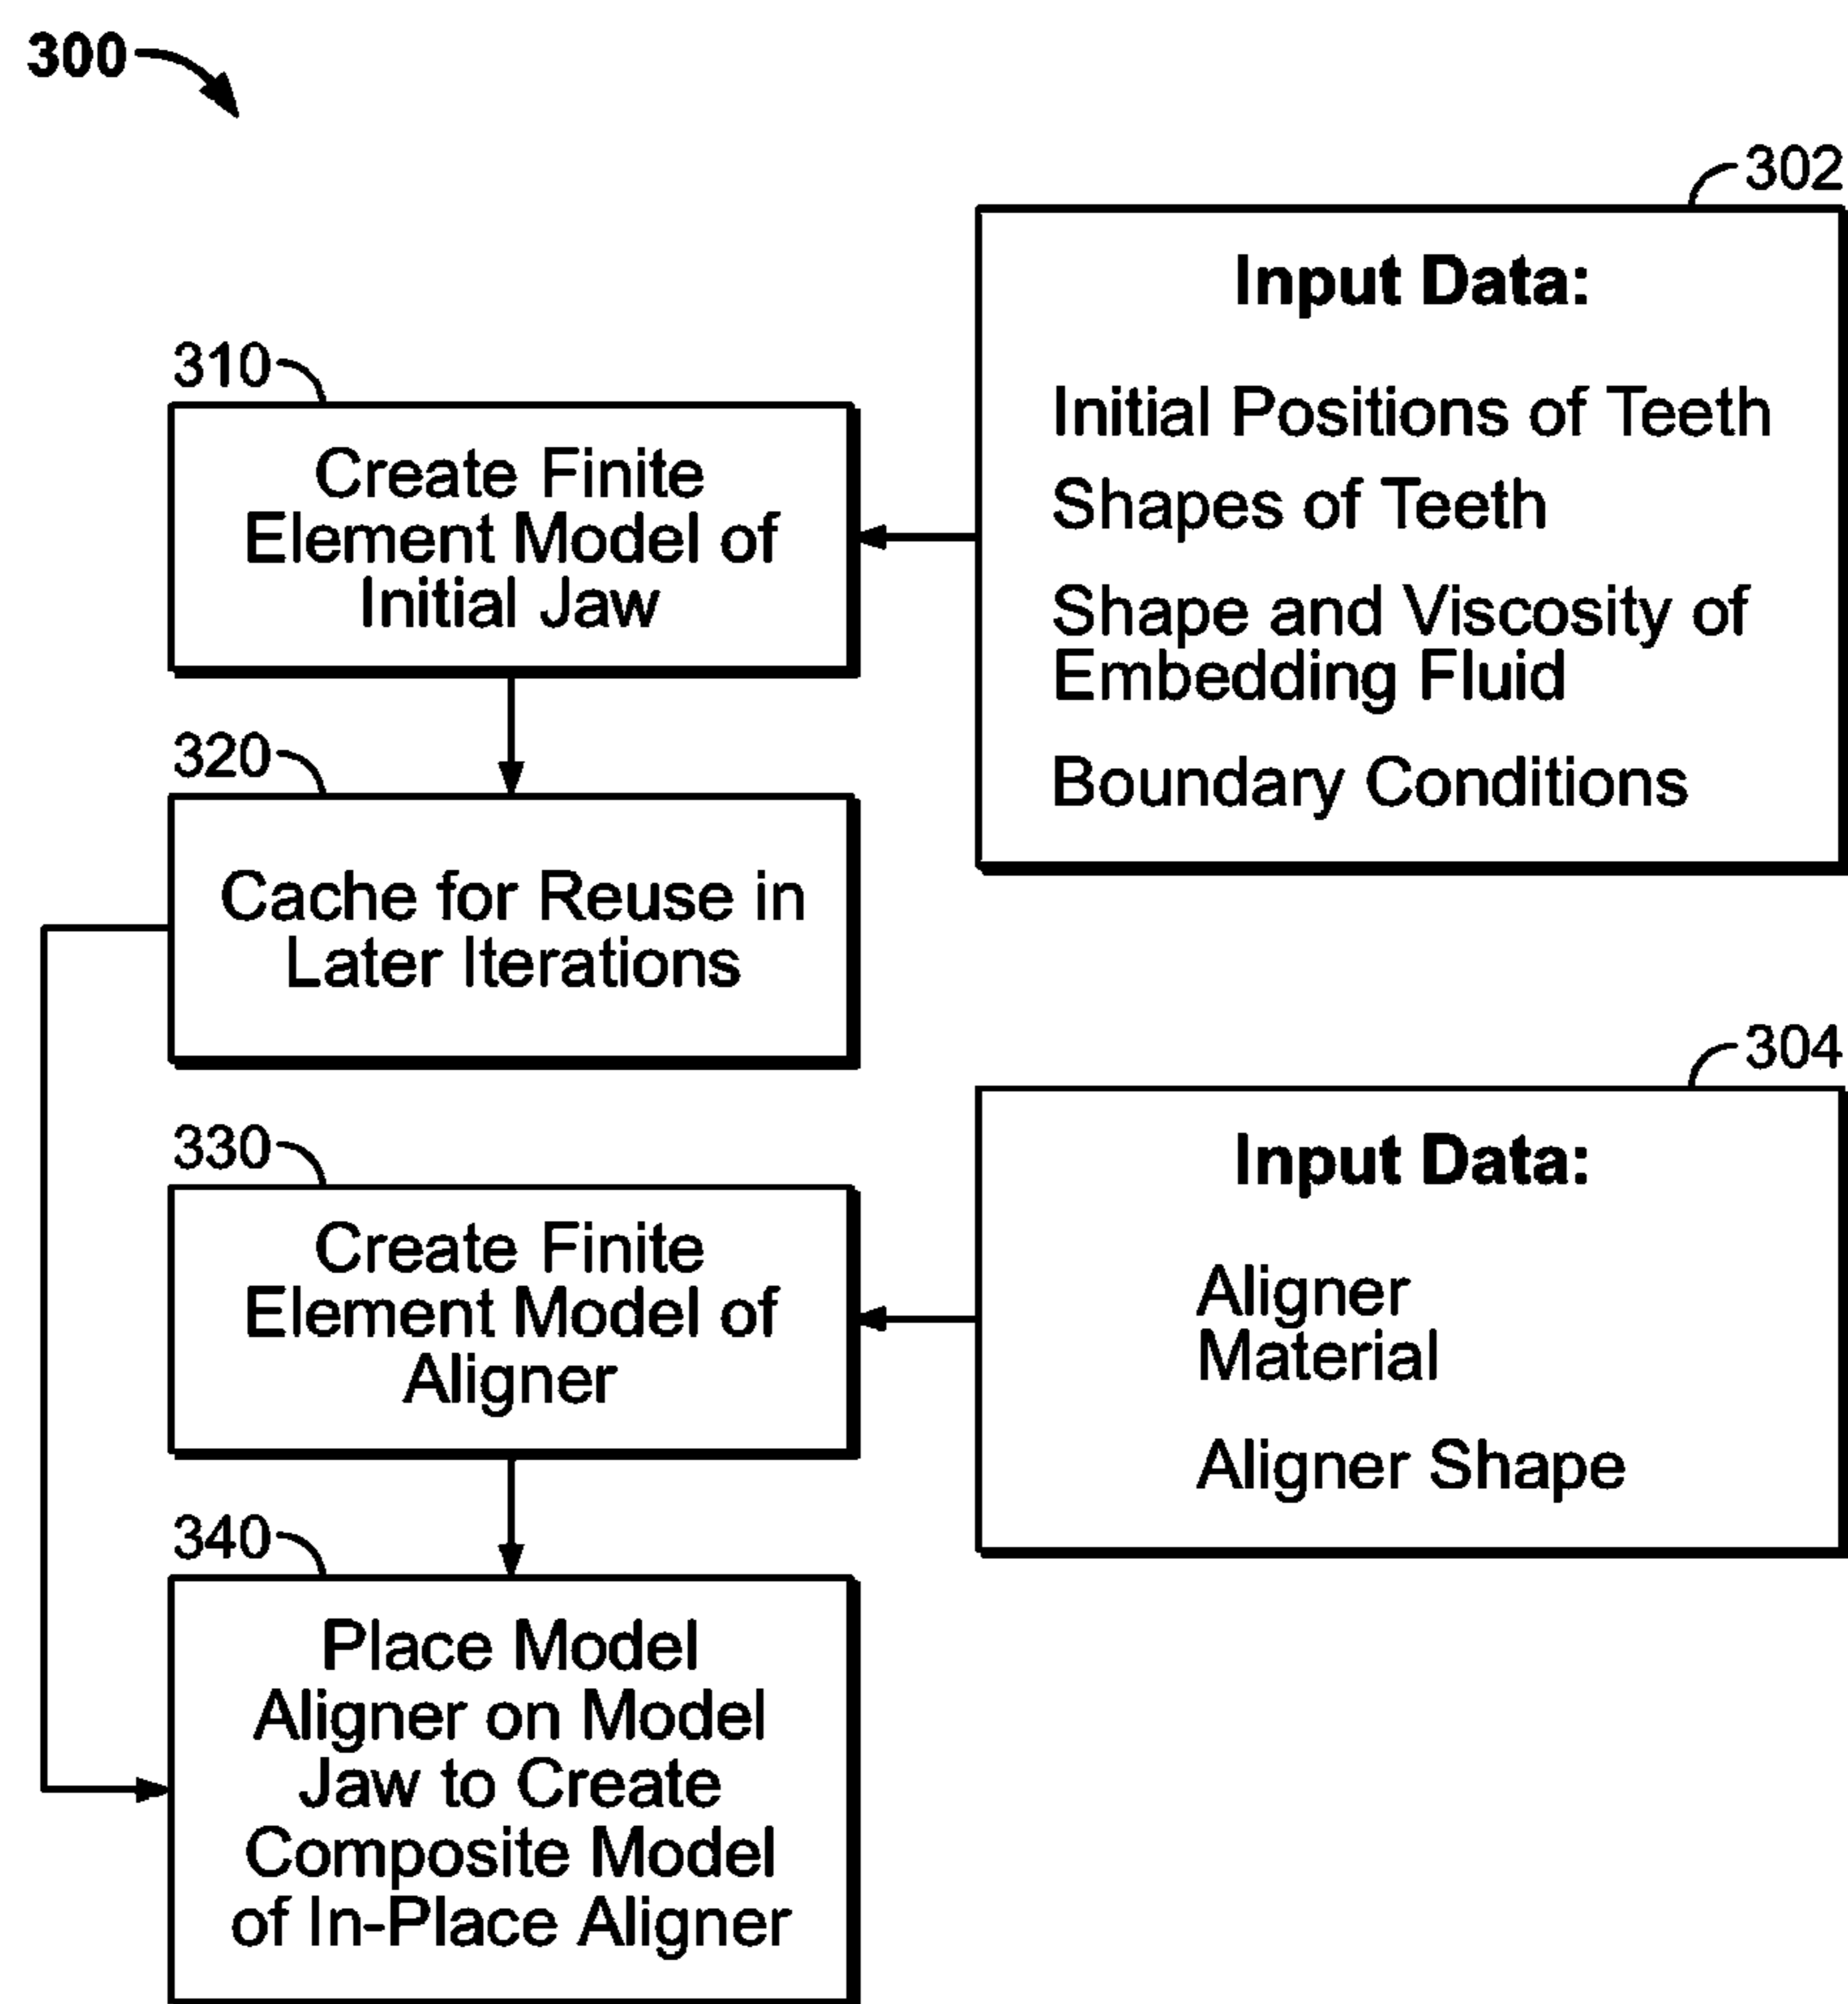 300
302
Input Data:
Initial Positions of Teeth
Shapes of Teeth
Shape and Viscosity of
Embedding Fluid
Boundary Conditions
310
Create Finite
Element Model of
Initial Jaw
320
Cache for Reuse in
Later Iterations
304
Input Data:
Aligner
Material
Aligner Shape
330
Create Finite
Element Model of
Aligner
340
Place Model
Aligner on Model
Jaw to Create
Composite Model
of In-Place Aligner